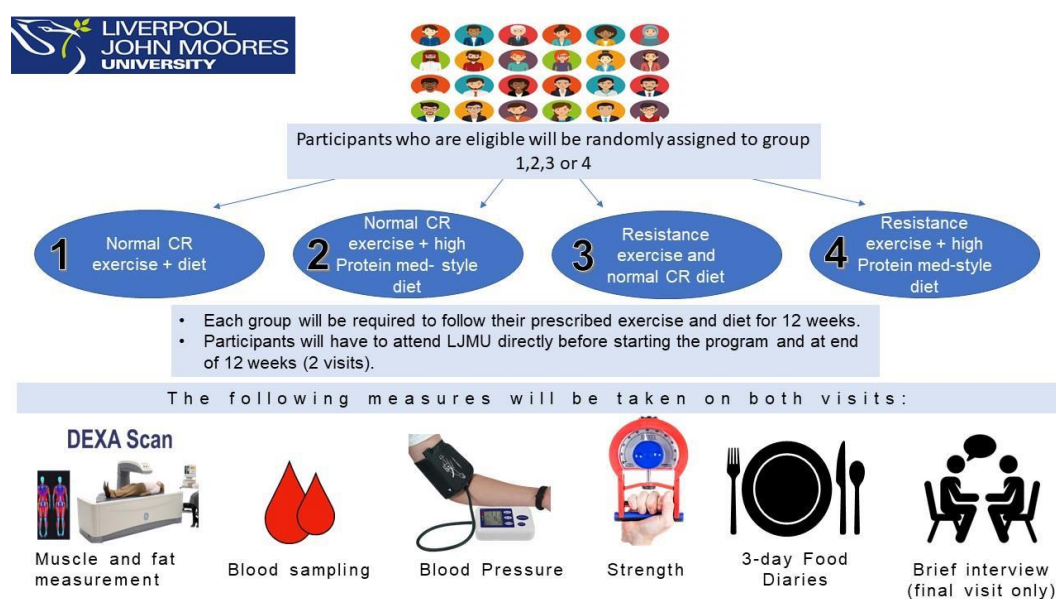 LIVERPOOL
JOHN MOORES
UNIVERSITY
Participants who are eligible will be randomly assigned to group
1,2,3 or 4
1
Normal CR
exercise + diet
2
Normal CR
exercise + high
Protein med- style
diet
3
Resistance
exercise and
normal CR diet
4
Resistance
exercise + high
Protein med-style
diet
• Each group will be required to follow their prescribed exercise and diet for 12 weeks.
• Participants will have to attend LJMU directly before starting the program and at end
of 12 weeks (2 visits).
The following measures will be taken on both visits:
DEXA Scan
Muscle and fat
measurement
Blood sampling
Blood Pressure
Strength
3-day Food
Diaries
Brief interview
(final visit only)